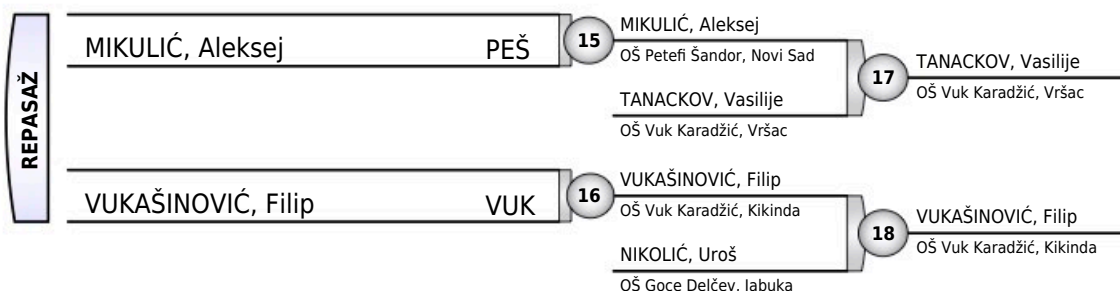 REPASAŽ
MIKULIĆ, Aleksej PEŠ
15
MIKULIĆ, Aleksej
OŠ Petefi Šandor, Novi Sad
TANACKOV, Vasilije
OŠ Vuk Karadžić, Vršac
17
TANACKOV, Vasilije
OŠ Vuk Karadžić, Vršac
VUKAŠINOVIĆ, Filip VUK
16
VUKAŠINOVIĆ, Filip
OŠ Vuk Karadžić, Kikinda
NIKOLIĆ, Uroš
OŠ Goce Delčev, Jabuka
18
VUKAŠINOVIĆ, Filip
OŠ Vuk Karadžić, Kikinda